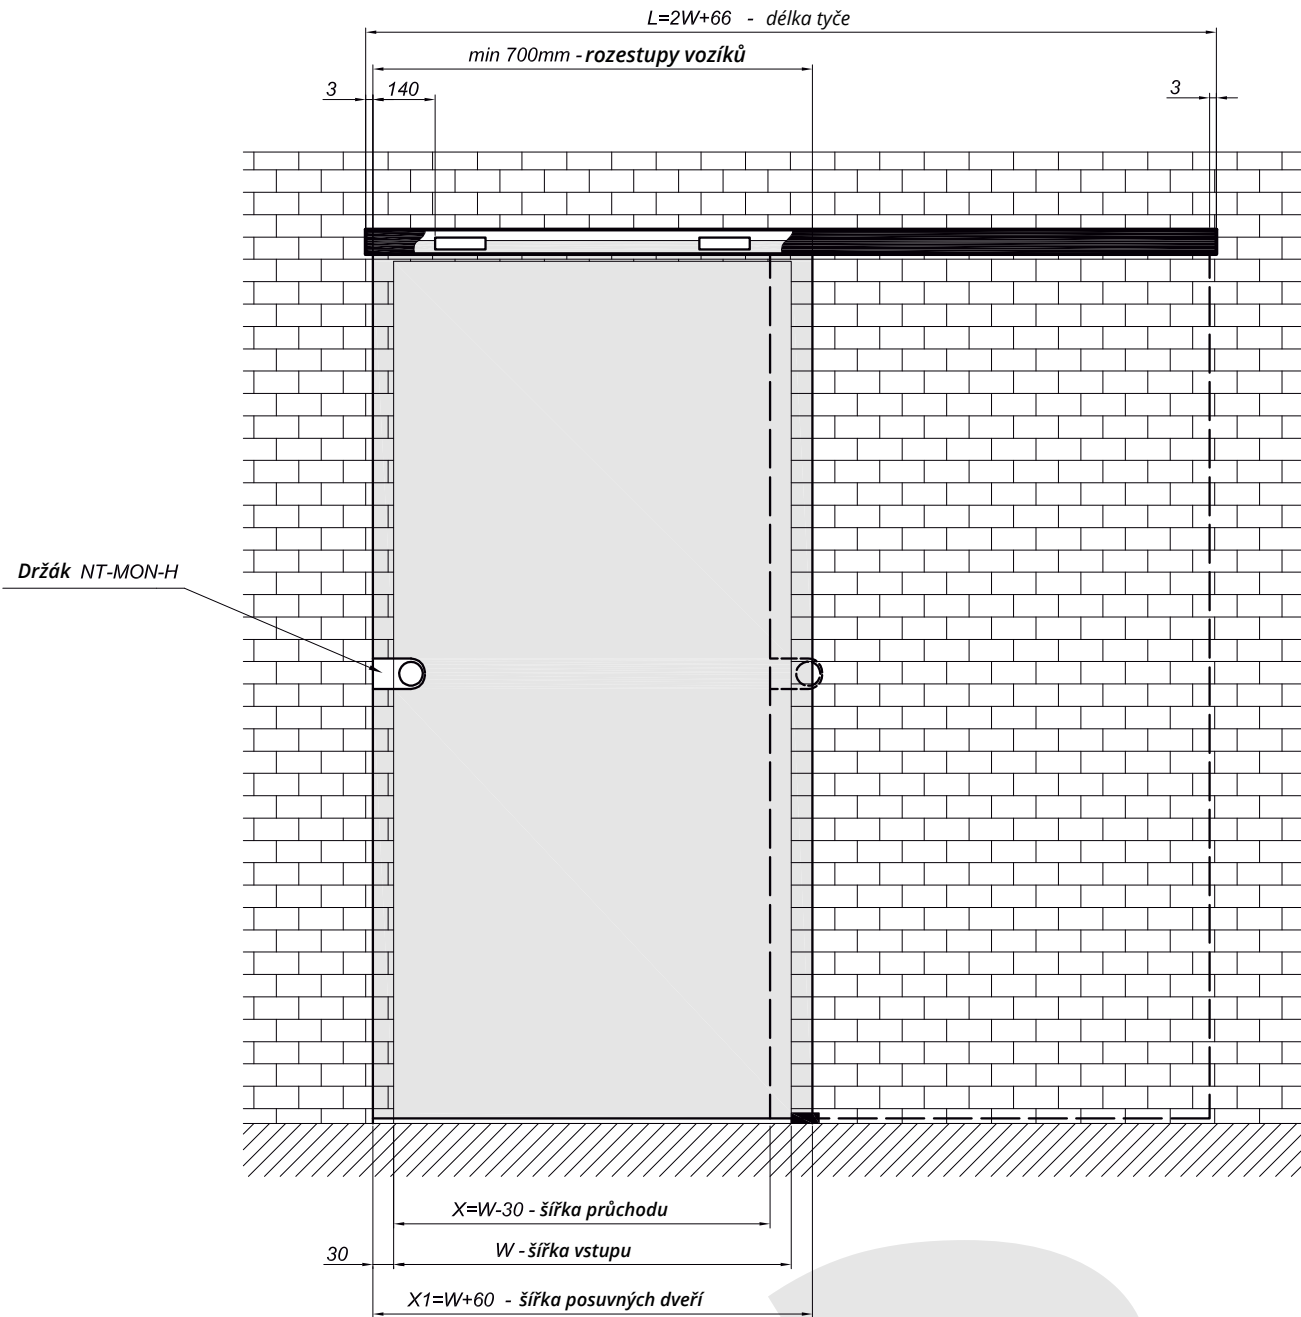 L=2W+66 - délka tyče
min 700mm - rozestupy vozíků
3 140 3
Držák NT-MON-H
X=W-30 - šířka průchodu
30 W - šířka vstupu
X1=W+60 - šířka posuvných dveří